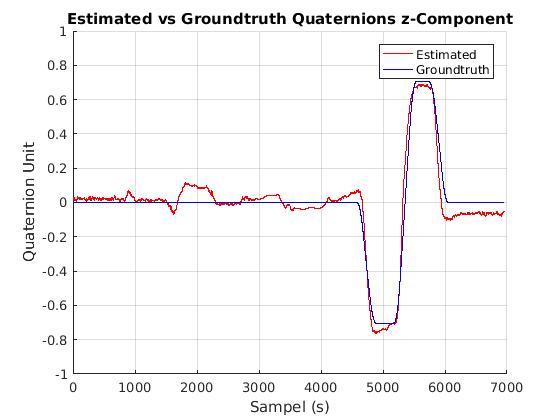 Estimated vs Groundtruth Quaternions z-Component
Estimated
Groundtruth
Quaternion Unit
1
0.8
0.6
0.4
0.2
0
-0.2
-0.4
-0.6
-0.8
-1
0 1000 2000 3000 4000 5000 6000 7000
Sampel (s)